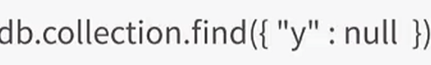 db.collection.find({ "y" : null })